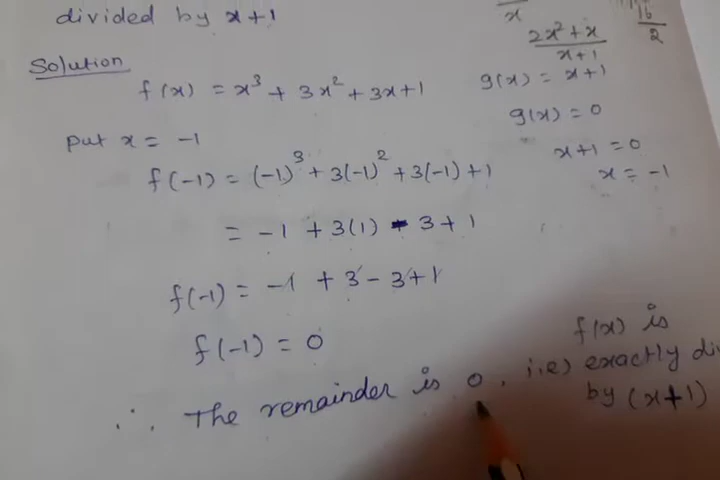 divided by x+1
Solution
f(x) = x³ + 3x² + 3x+1
put x = -1
f(-1) = (-1)³ + 3(-1)² + 3(-1) + 1
= -1 + 3(1) - 3 + 1
f(-1) = -1 + 3 - 3 + 1
f(-1) = 0
∴ The remainder is 0, i.e) exactly
f(x) is
by (x+1)
x
2x² + x
x+1
g(x) = x+1
g(x) = 0
x+1 = 0
x = -1
16
2